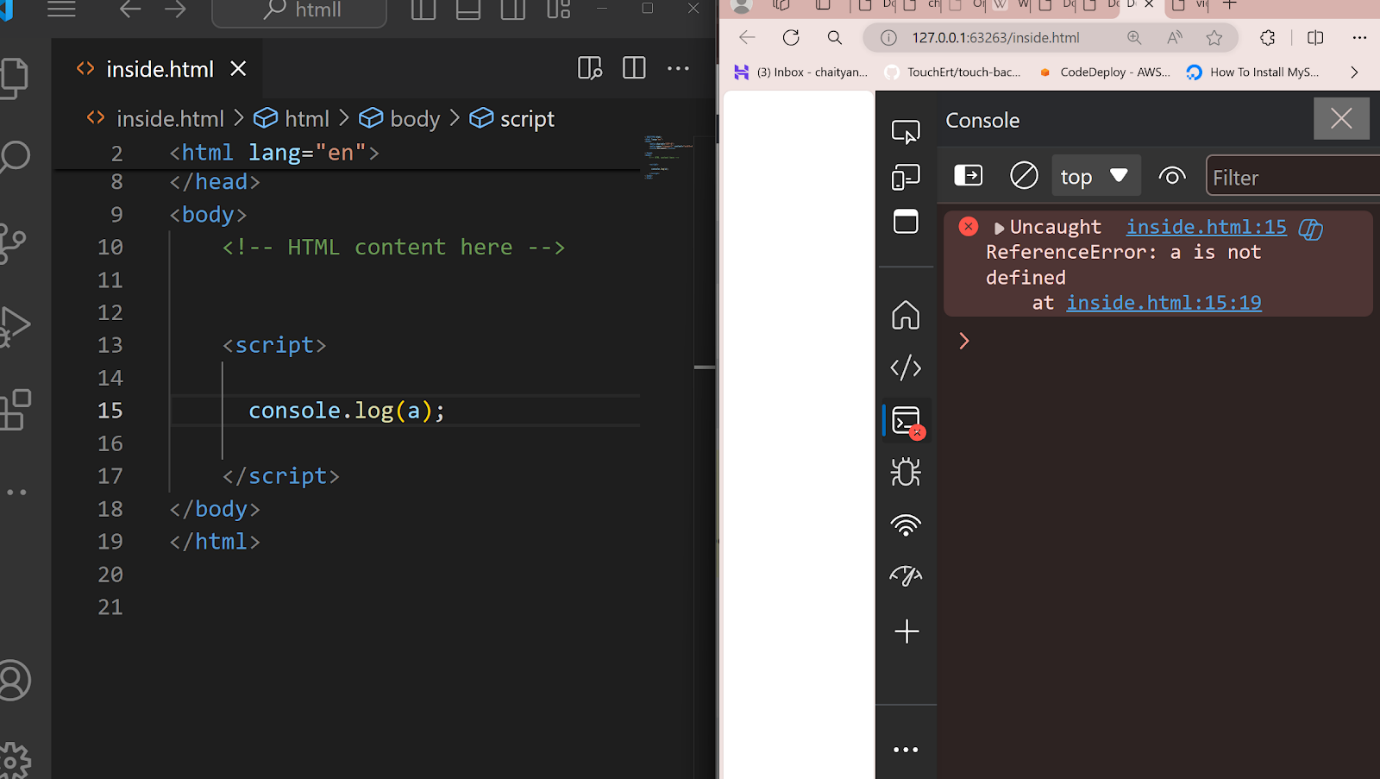 htmll
inside.html
inside.html > html > body > script
2 <html lang="en">
8 </head>
9 <body>
10 <!-- HTML content here -->
11
12
13 <script>
14
15 console.log(a);
16
17 </script>
18 </body>
19 </html>
20
21
127.0.0.1:63263/inside.html
(3) Inbox - chaityan... TouchErt/touch-bac... CodeDeploy - AWS... How To Install MyS...
Console
top Filter
Uncaught inside.html:15
ReferenceError: a is not
defined
at inside.html:15:19